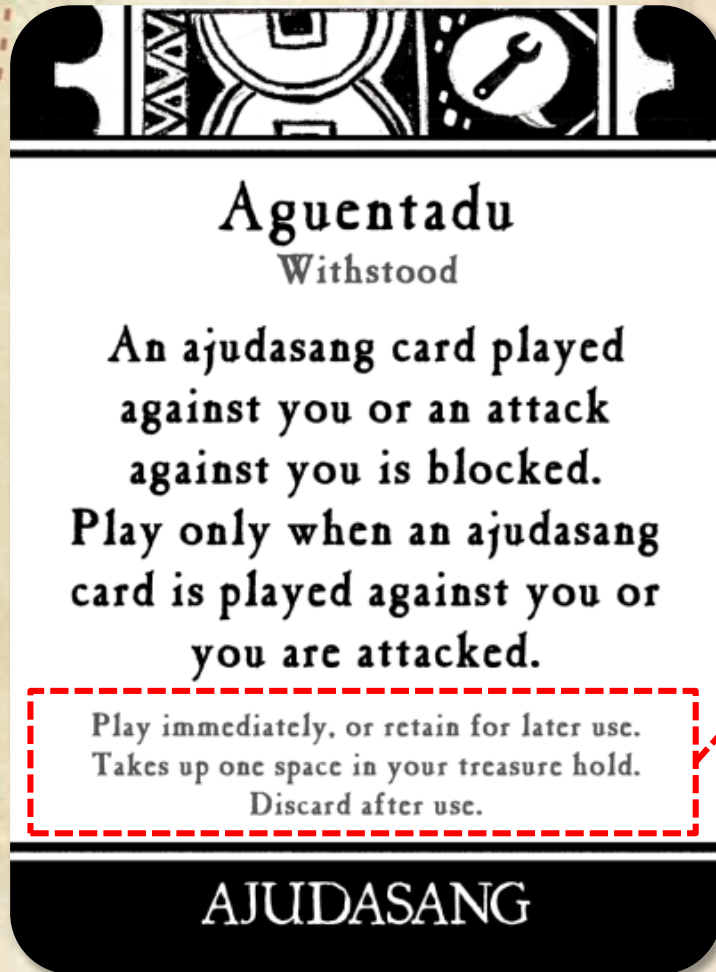 Aguentadu
Withstood
An ajudasang card played
against you or an attack
against you is blocked.
Play only when an ajudasang
card is played against you or
you are attacked.
Play immediately, or retain for later use.
Takes up one space in your treasure hold.
Discard after use.
AJUDASANG